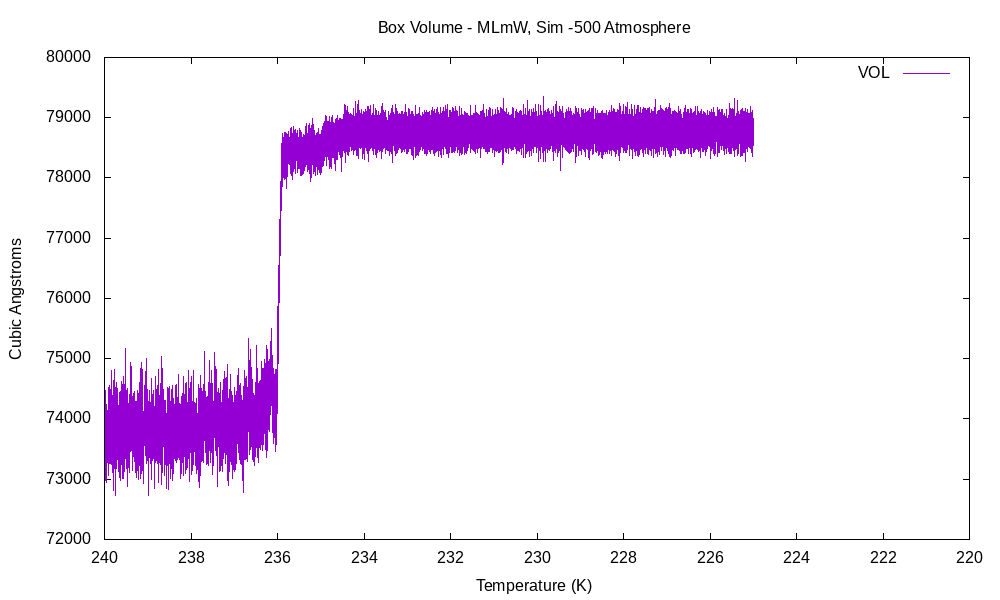 Box Volume - MLmW, Sim -500 Atmosphere
VOL
80000
79000
78000
77000
76000
75000
74000
73000
72000
Cubic Angstroms
240 238 236 234 232 230 228 226 224 222 220
Temperature (K)